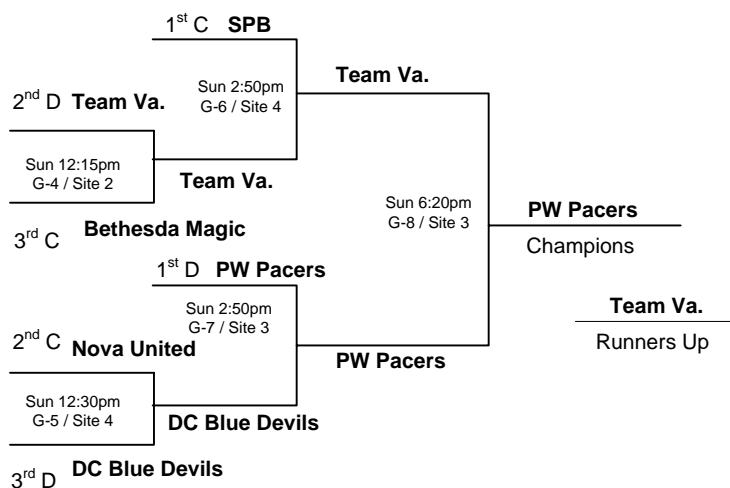 1st C SPB
Sun 2:50pm
G-6 / Site 4
Team Va.
2nd D Team Va.
Sun 12:15pm
G-4 / Site 2
Team Va.
3rd C Bethesda Magic
Sun 6:20pm
G-8 / Site 3
PW Pacers
Champions
1st D PW Pacers
Sun 2:50pm
G-7 / Site 3
Team Va.
Runners Up
2nd C Nova United
PW Pacers
Sun 12:30pm
G-5 / Site 4
DC Blue Devils
3rd D DC Blue Devils